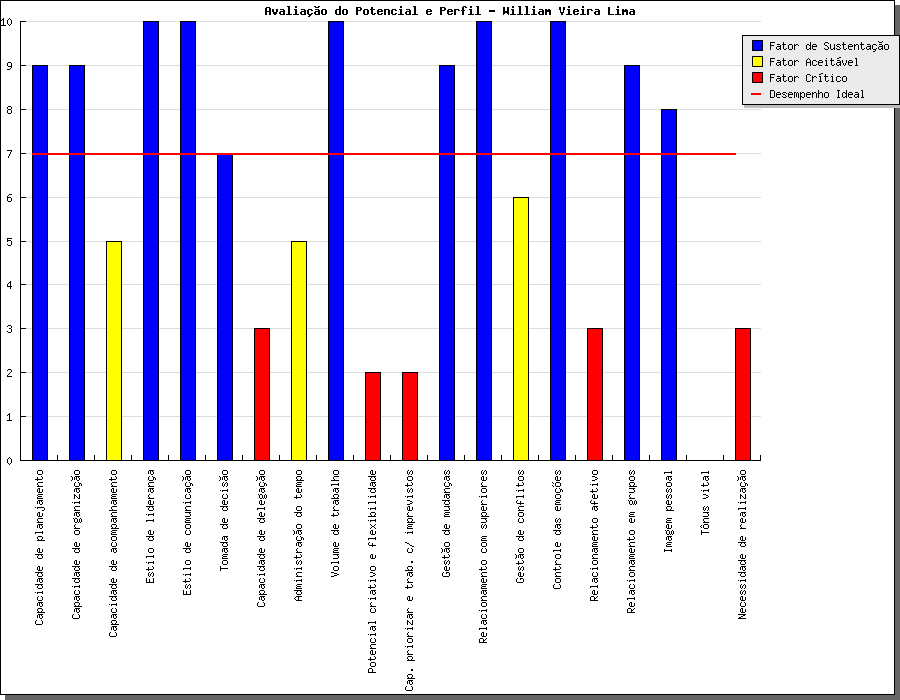 Avaliação do Potencial e Perfil - William Vieira Lima
Fator de Sustentação
Fator Aceitável
Fator Crítico
Desempenho Ideal
10
9
8
7
6
5
4
3
2
1
0
Capacidade de planejamento
Capacidade de organização
Capacidade de acompanhamento
Estilo de liderança
Estilo de comunicação
Tomada de decisão
Capacidade de delegação
Administração do tempo
Volume de trabalho
Potencial criativo e flexibilidade
Cap. priorizar e trab. c/ imprevistos
Gestão de mudanças
Relacionamento com superiores
Gestão de conflitos
Controle das emoções
Relacionamento afetivo
Relacionamento em grupos
Imagem pessoal
Tônus vital
Necessidade de realização